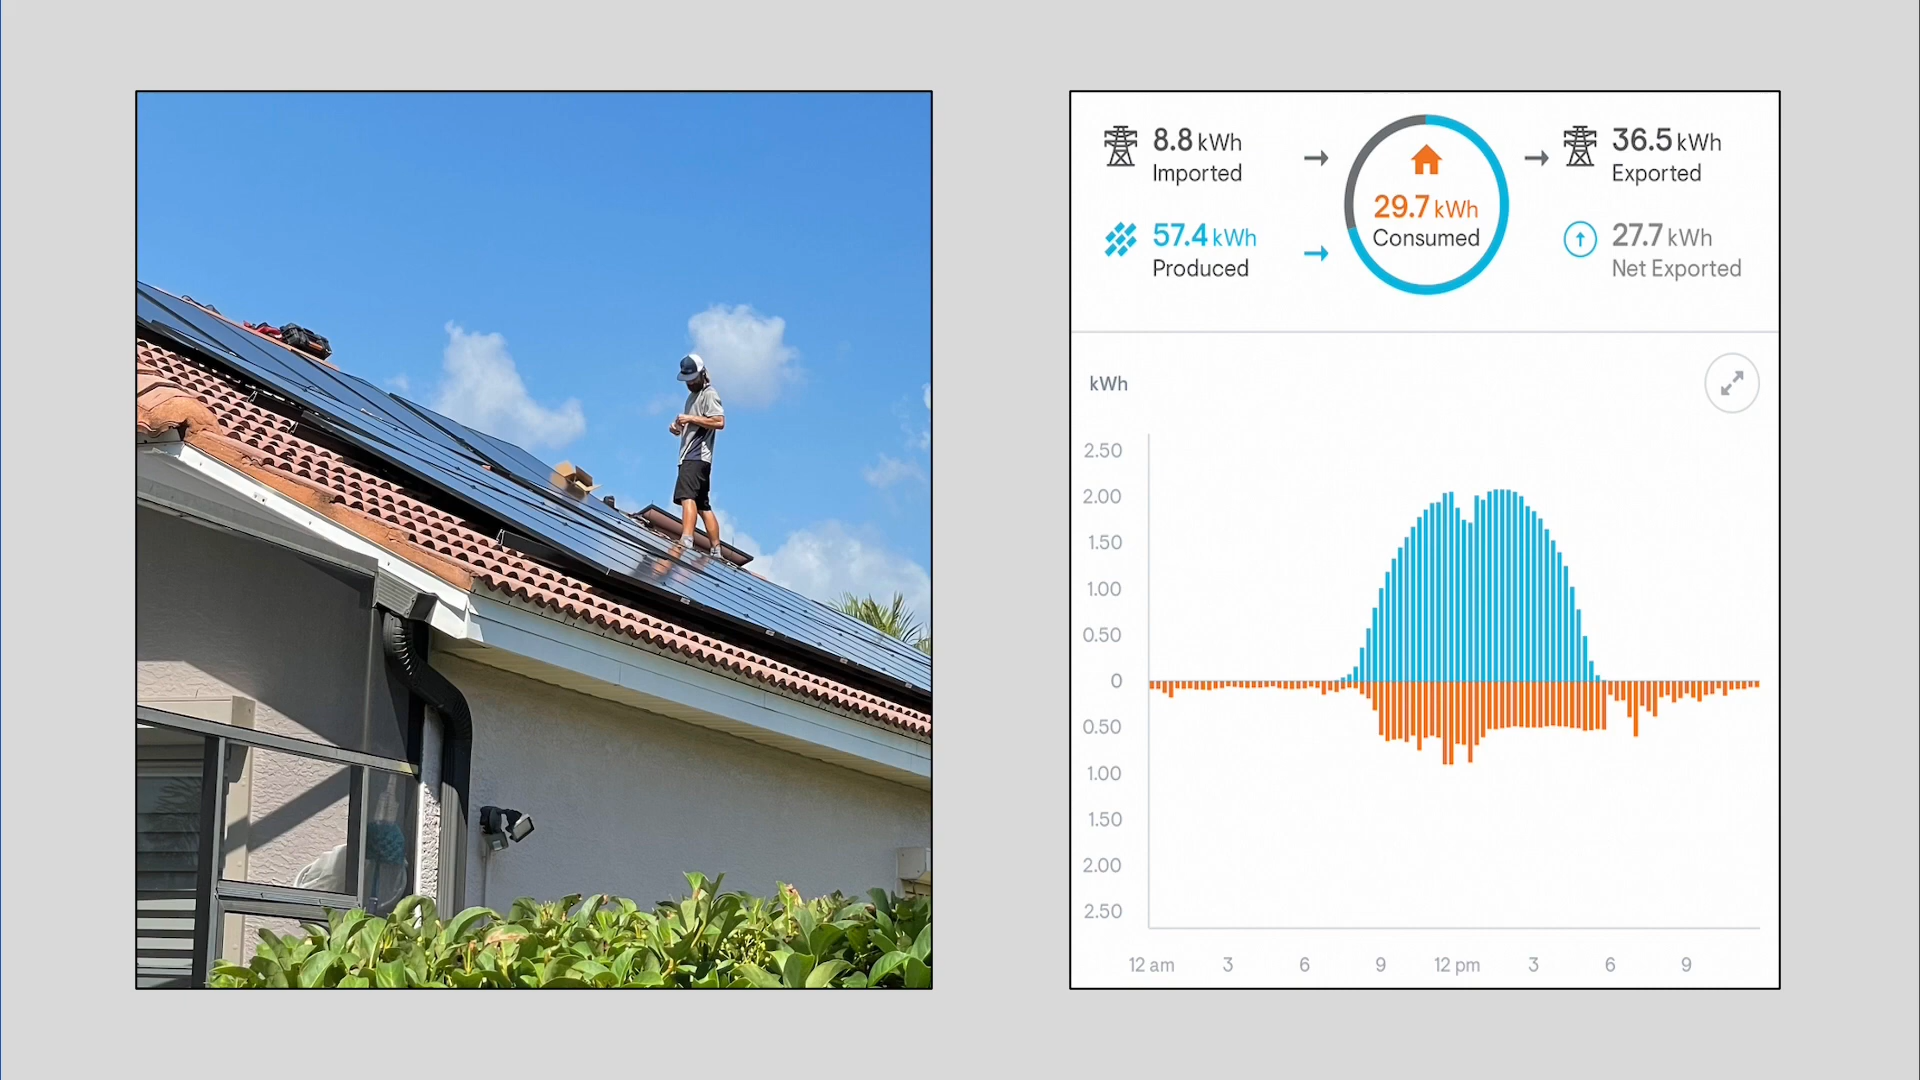 8.8 kWh
Imported
57.4 kWh
Produced
29.7 kWh
Consumed
36.5 kWh
Exported
27.7 kWh
Net Exported
kWh
2.50
2.00
1.50
1.00
0.50
0
0.50
1.00
1.50
2.00
2.50
12 am 3 6 9 12 pm 3 6 9